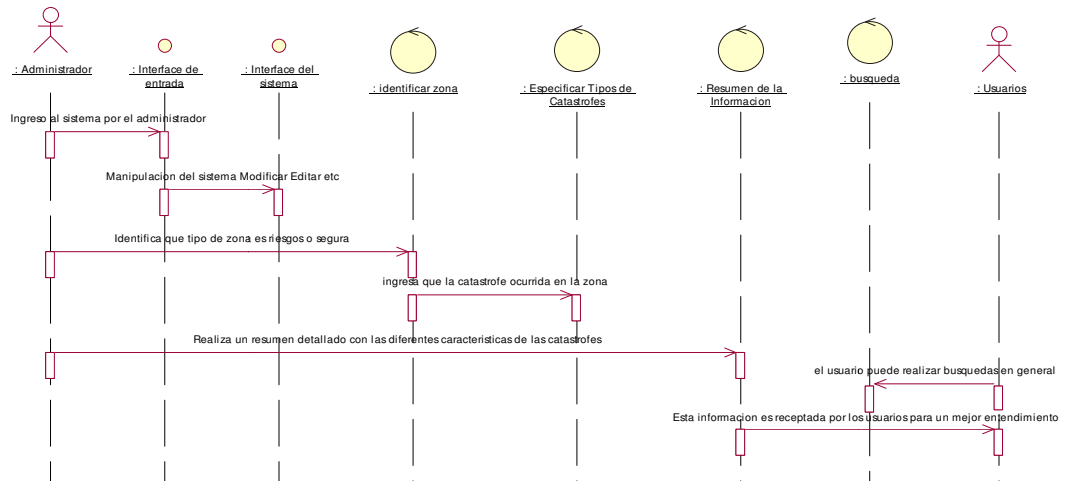 : Administrador
: Interface de
entrada
: Interface del
sistema
: identificar zona
: Especificar Tipos de
Catastrofes
: Resumen de la
Informacion
: busqueda
: Usuarios
Ingreso al sistema por el administrador
Manipulacion del sistema Modificar Editar etc
Identifica que tipo de zona es riesgos o segura
ingresa que la catastrofe ocurrida en la zona
Realiza un resumen detallado con las diferentes caracteristicas de las catastrofes
el usuario puede realizar busquedas en general
Esta informacion es receptada por los usuarios para un mejor entendimiento